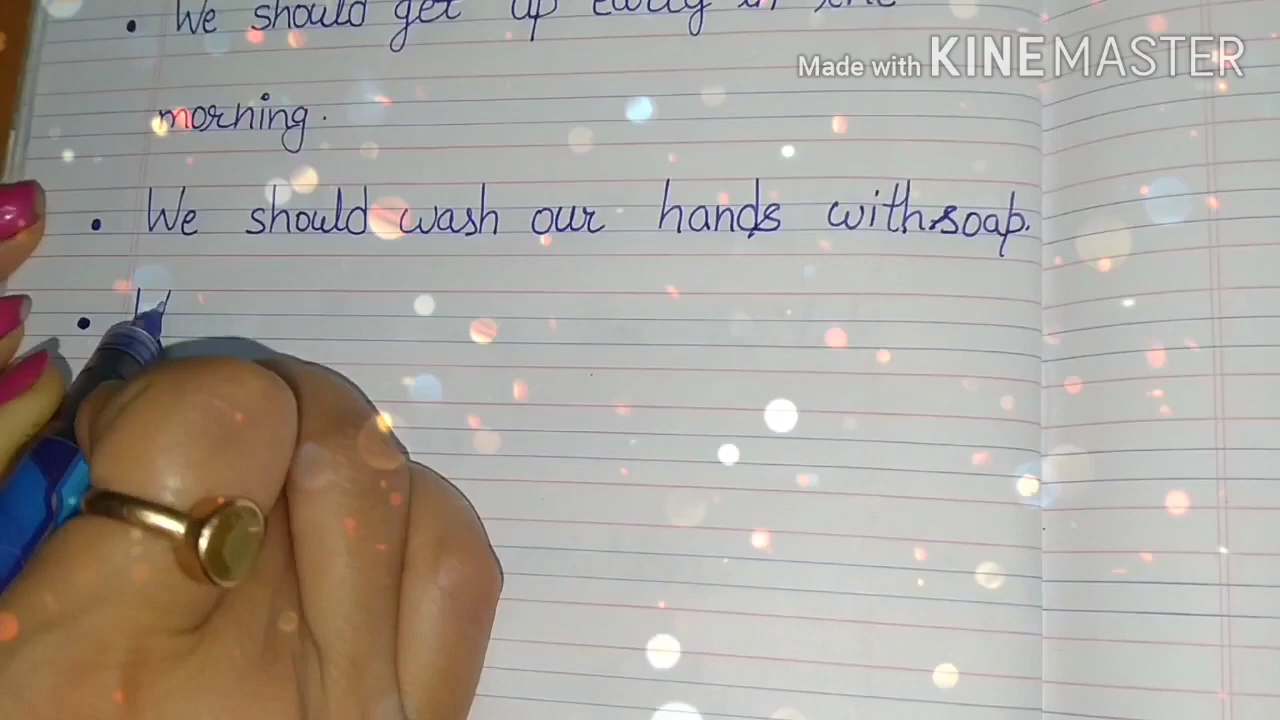 • We should get up early in the
Made with KINEMASTER
morning.
• We should wash our hands with soap.
•